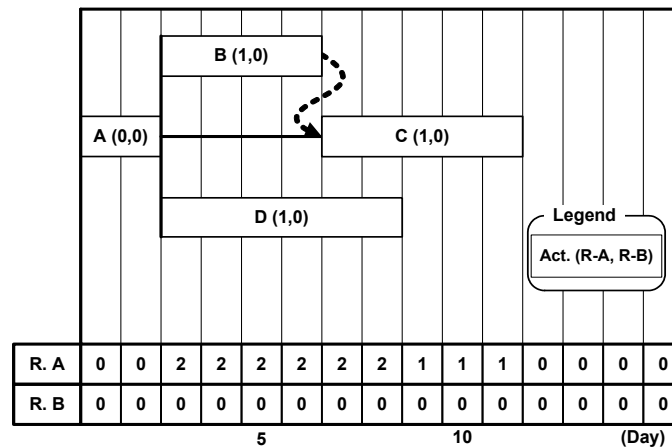 B (1,0)
A (0,0)
C (1,0)
D (1,0)
Legend
Act. (R-A, R-B)
R. A 0 0 2 2 2 2 2 2 1 1 1 0 0 0 0
R. B 0 0 0 0 0 0 0 0 0 0 0 0 0 0 0
5 10 (Day)